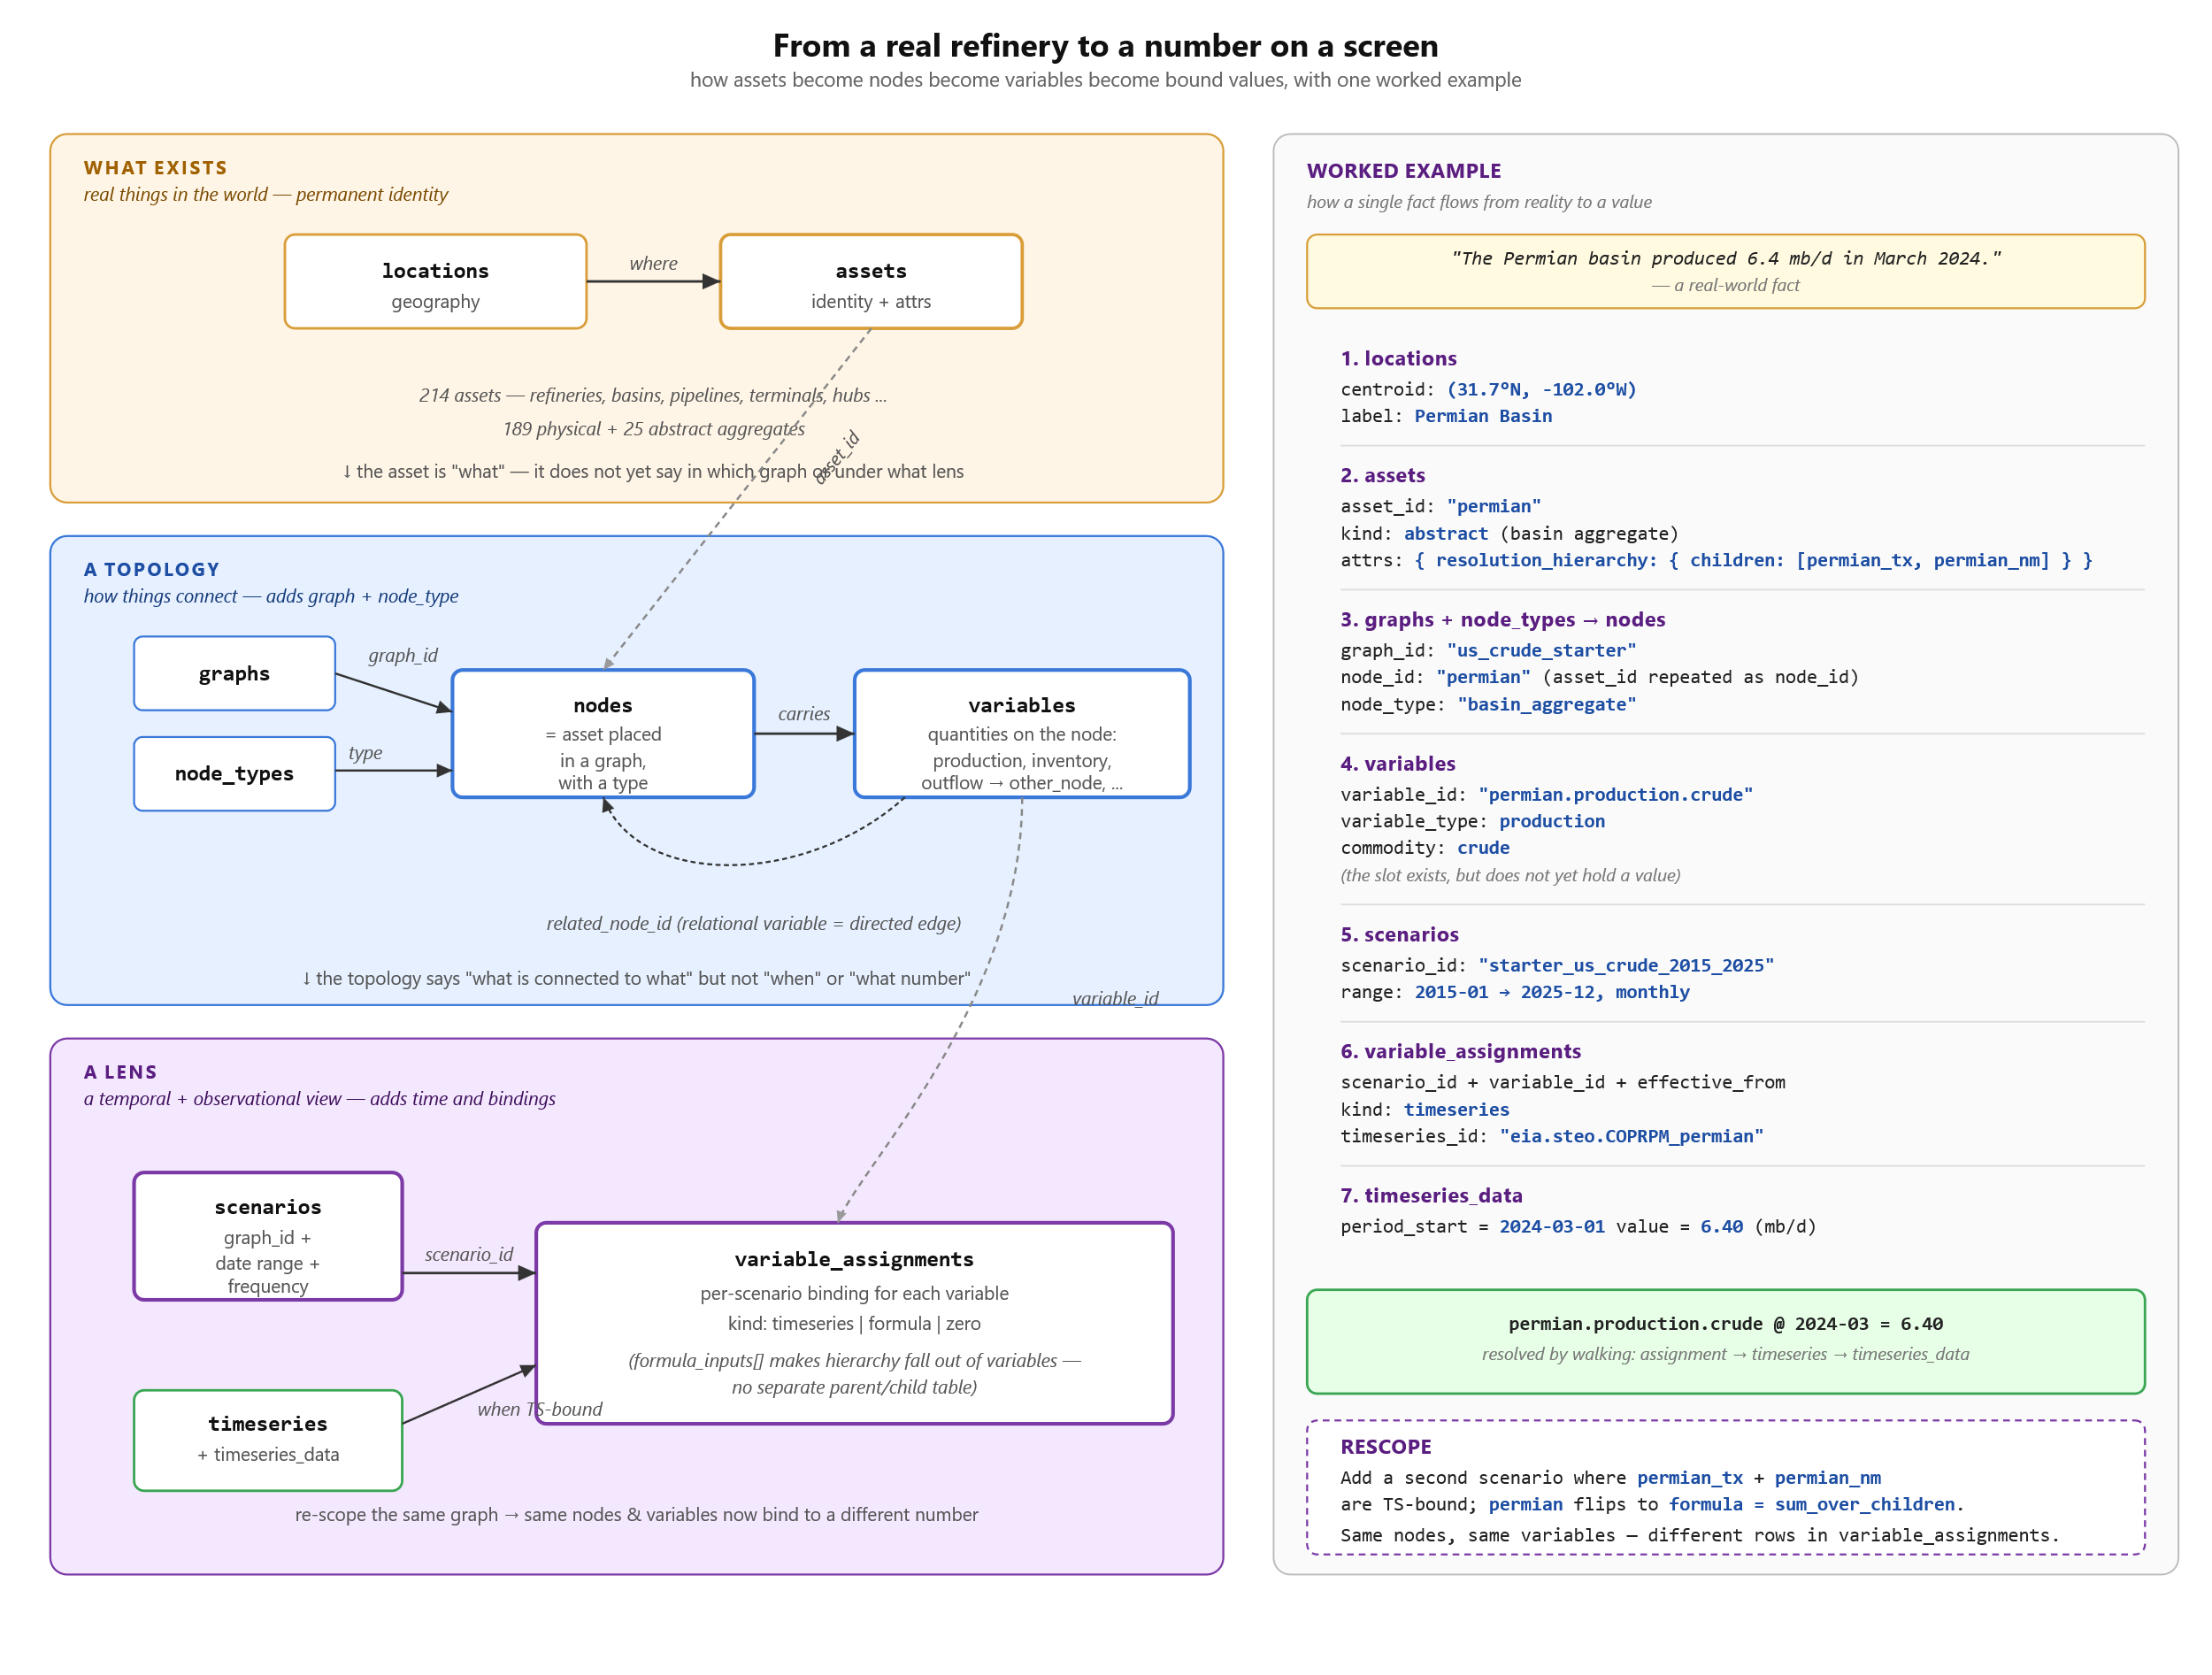 From a real refinery to a number on a screen
how assets become nodes become variables become bound values, with one worked example
WHAT EXISTS
real things in the world — permanent identity
locations
geography
where
assets
identity + attrs
214 assets — refineries, basins, pipelines, terminals, hubs ...
189 physical + 25 abstract aggregates
asset_id
↓ the asset is "what" — it does not yet say in which graph or under what lens
A TOPOLOGY
how things connect — adds graph + node_type
graphs
graph_id
node_types
type
nodes
= asset placed
in a graph,
with a type
carries
variables
quantities on the node:
production, inventory,
outflow → other_node, ...
related_node_id (relational variable = directed edge)
↓ the topology says "what is connected to what" but not "when" or "what number"
variable_id
A LENS
a temporal + observational view — adds time and bindings
scenarios
graph_id +
date range +
frequency
scenario_id
variable_assignments
per-scenario binding for each variable
kind: timeseries | formula | zero
(formula_inputs[] makes hierarchy fall out of variables —
no separate parent/child table)
timeseries
+ timeseries_data
when TS-bound
re-scope the same graph → same nodes & variables now bind to a different number
WORKED EXAMPLE
how a single fact flows from reality to a value
"The Permian basin produced 6.4 mb/d in March 2024."
— a real-world fact
1. locations
centroid: (31.7°N, -102.0°W)
label: Permian Basin
2. assets
asset_id: "permian"
kind: abstract (basin aggregate)
attrs: { resolution_hierarchy: { children: [permian_tx, permian_nm] } }
3. graphs + node_types → nodes
graph_id: "us_crude_starter"
node_id: "permian" (asset_id repeated as node_id)
node_type: "basin_aggregate"
4. variables
variable_id: "permian.production.crude"
variable_type: production
commodity: crude
(the slot exists, but does not yet hold a value)
5. scenarios
scenario_id: "starter_us_crude_2015_2025"
range: 2015-01 → 2025-12, monthly
6. variable_assignments
scenario_id + variable_id + effective_from
kind: timeseries
timeseries_id: "eia.steo.COPRPM_permian"
7. timeseries_data
period_start = 2024-03-01 value = 6.40 (mb/d)
permian.production.crude @ 2024-03 = 6.40
resolved by walking: assignment → timeseries → timeseries_data
RESCOPE
Add a second scenario where permian_tx + permian_nm
are TS-bound; permian flips to formula = sum_over_children.
Same nodes, same variables — different rows in variable_assignments.